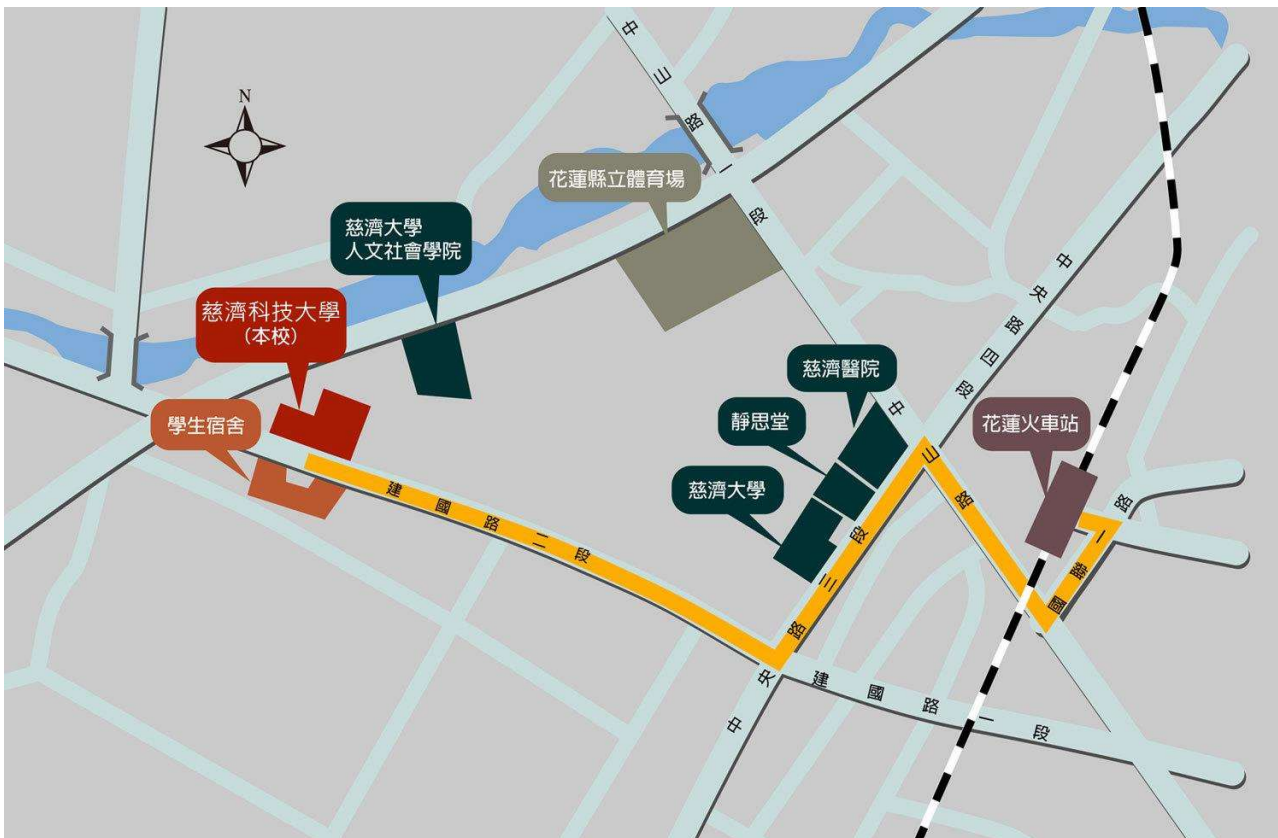 N
中山路一段
花蓮縣立體育場
慈濟大學
人文社會學院
慈濟科技大學
(本校)
學生宿舍
中央路四段
慈濟醫院
靜思堂
慈濟大學
花蓮火車站
中山路
國聯一路
建國路二段
中央路三段
建國路一段